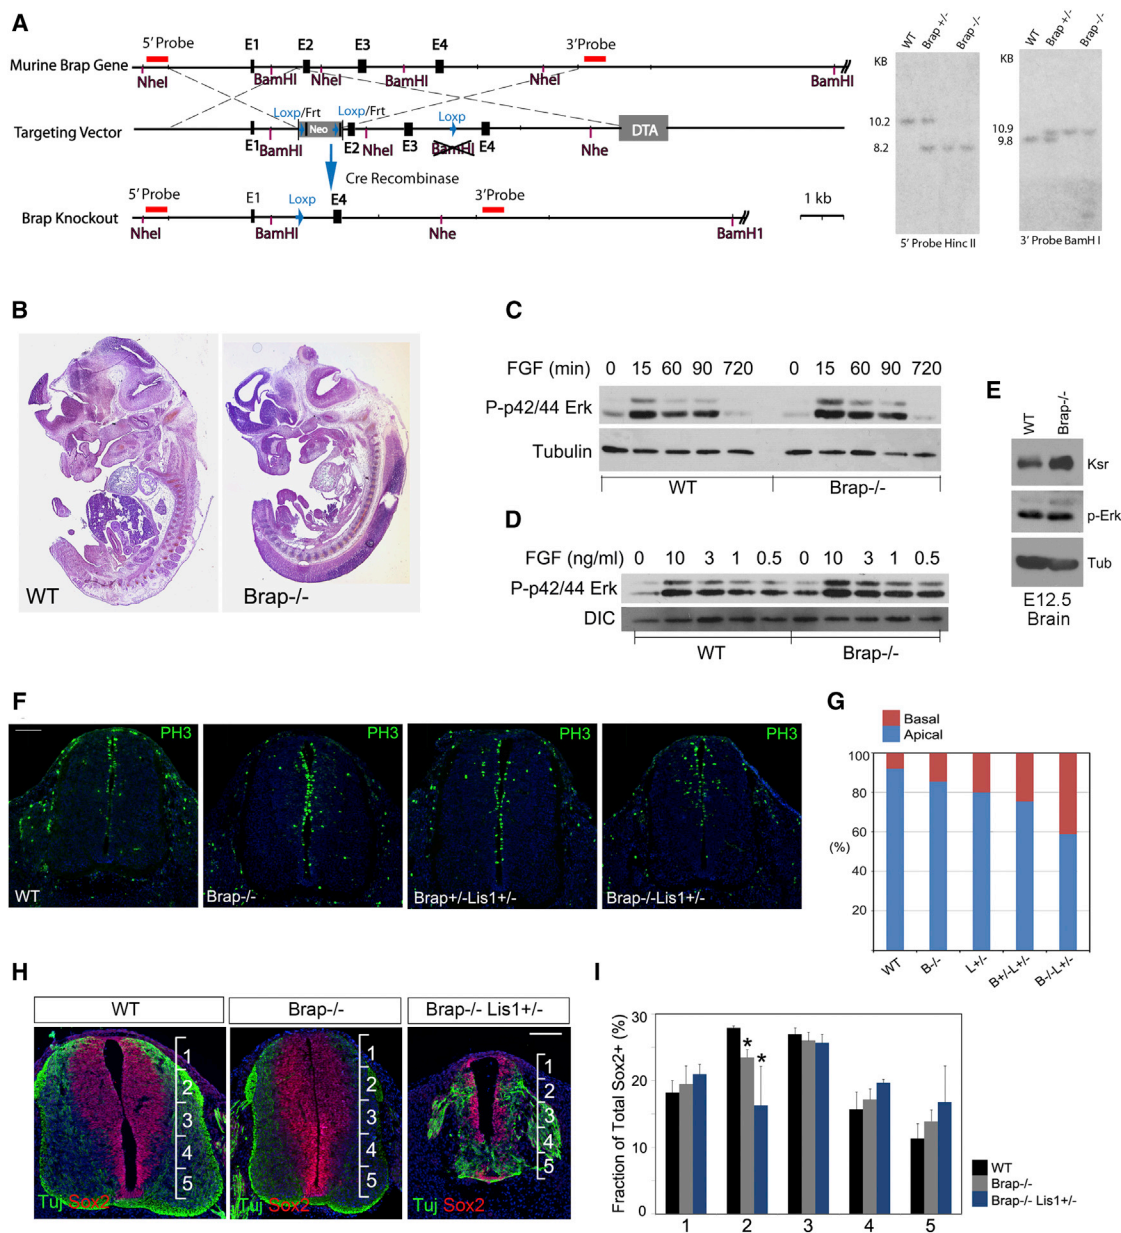 A
5' Probe E1 E2 E3 E4 3'Probe
Murine Brap Gene
NheI BamHI NheI BamHI NheI BamHI
Loxp/Frt Loxp/Frt Loxp
Targeting Vector Neo DTA
E1 BamHI E2 NheI E3 BamHI E4 Nhe
Cre Recombinase
5' Probe E1 Loxp E4 3'Probe
Brap Knockout
NheI BamHI Nhe BamH1
1 kb
WT Brap +/- Brap -/-
KB
10.2
8.2
5' Probe Hinc II
WT Brap +/- Brap -/-
KB
10.9
9.8
3' Probe BamH I
B
WT
Brap-/-
C
FGF (min) 0 15 60 90 720 0 15 60 90 720
P-p42/44 Erk
Tubulin
WT Brap-/-
D
FGF (ng/ml) 0 10 3 1 0.5 0 10 3 1 0.5
P-p42/44 Erk
DIC
WT Brap-/-
E
WT Brap-/-
Ksr
p-Erk
Tub
E12.5
Brain
F
PH3 PH3 PH3 PH3
WT Brap-/- Brap+/-Lis1+/- Brap-/-Lis1+/-
G
Basal
Apical
100
80
60
(%)
40
20
WT B-/- L+/- B+/-L+/- B-/-L+/-
H
WT Brap-/- Brap-/- Lis1+/-
1 1 1
2 2 2
3 3 3
4 4 4
5 5 5
Tuj Sox2 Tuj Sox2 Tuj Sox2
I
Fraction of Total Sox2+ (%)
30
20
10
0
* *
1 2 3 4 5
WT
Brap-/-
Brap-/- Lis1+/-